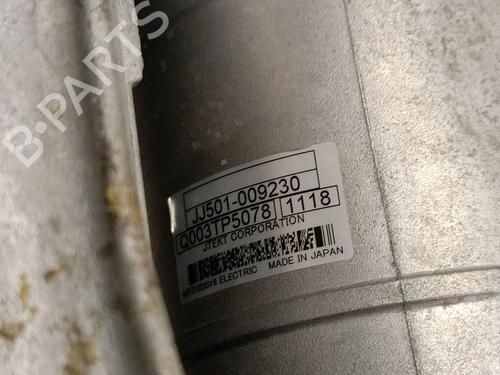 B-PARTS
JJ501-009230
Q003TP5078 1118
JTEKT CORPORATION
MITSUBISHI ELECTRIC MADE IN JAPAN